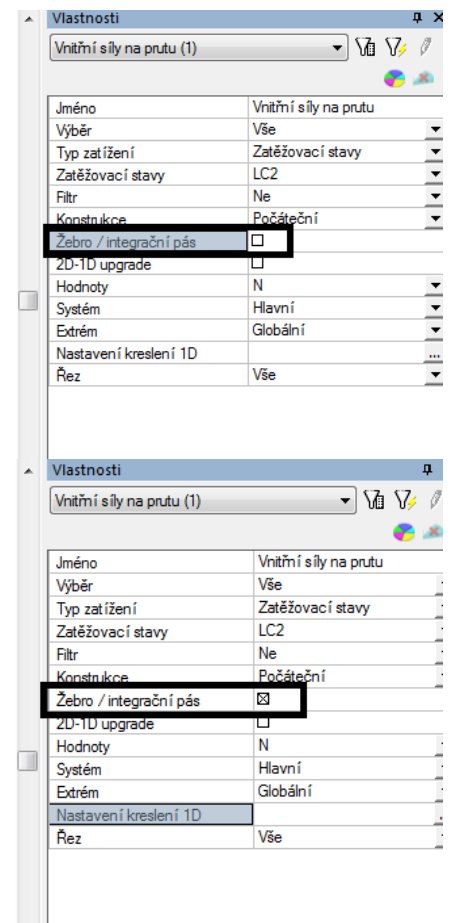 Vlastnosti
Vnitřní síly na prutu (1)
Jméno Vnitřní síly na prutu
Výběr Vše
Typ zatížení Zatěžovací stavy
Zatěžovací stavy LC2
Filtr Ne
Konstrukce Počáteční
Žebro / integrační pás
2D-1D upgrade
Hodnoty N
Systém Hlavní
Extrém Globální
Nastavení kreslení 1D ...
Řez Vše
Vlastnosti
Vnitřní síly na prutu (1)
Jméno Vnitřní síly na prutu
Výběr Vše
Typ zatížení Zatěžovací stavy
Zatěžovací stavy LC2
Filtr Ne
Konstrukce Počáteční
Žebro / integrační pás
2D-1D upgrade
Hodnoty N
Systém Hlavní
Extrém Globální
Nastavení kreslení 1D
Řez Vše